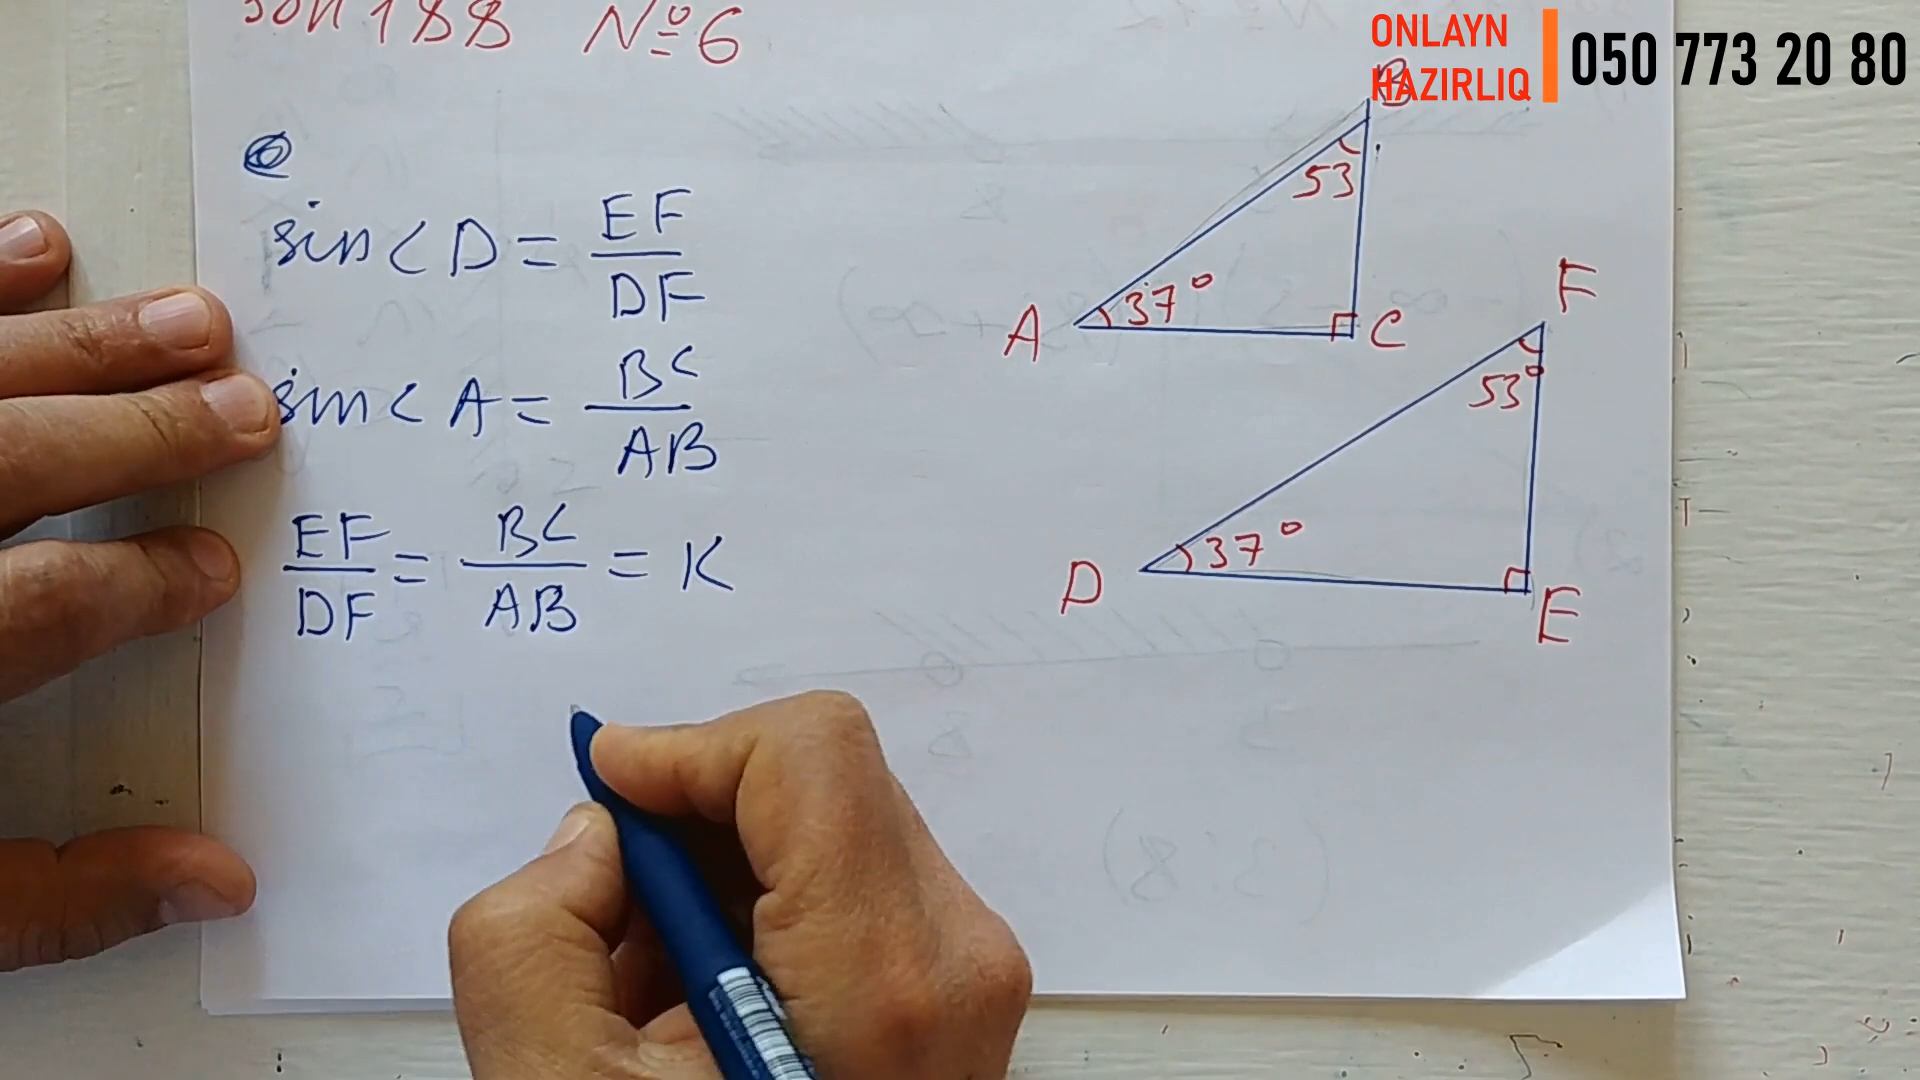 ONLAYN
HAZIRLIQ
050 773 20 80
188 №6
sin<D = EF/DF
sin<A = BC/AB
EF/DF = BC/AB = K
B
53
A 37° C
F
53°
D 37° E